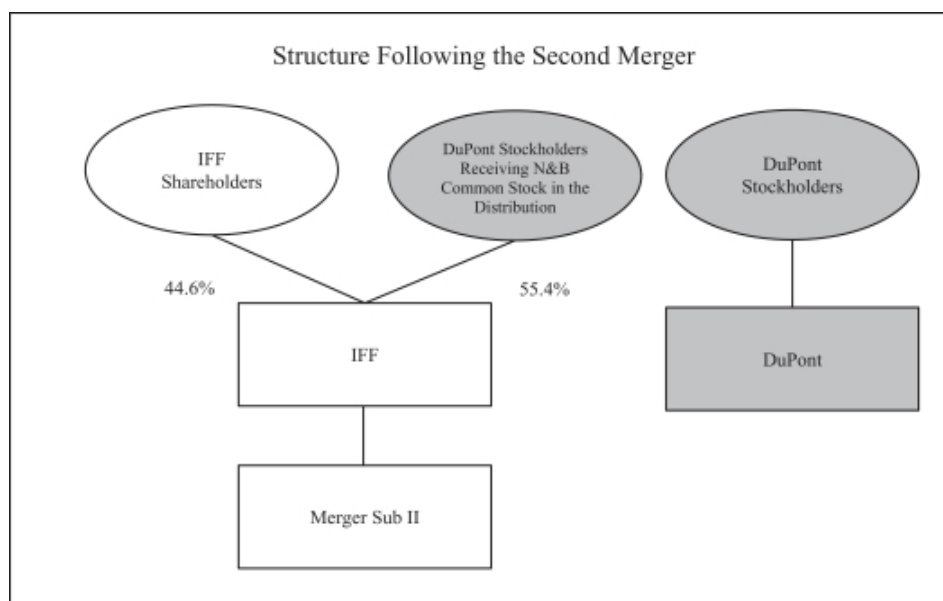 Structure Following the Second Merger
IFF
Shareholders
DuPont Stockholders
Receiving N&B
Common Stock in the
Distribution
DuPont
Stockholders
44.6%
55.4%
IFF
DuPont
Merger Sub II